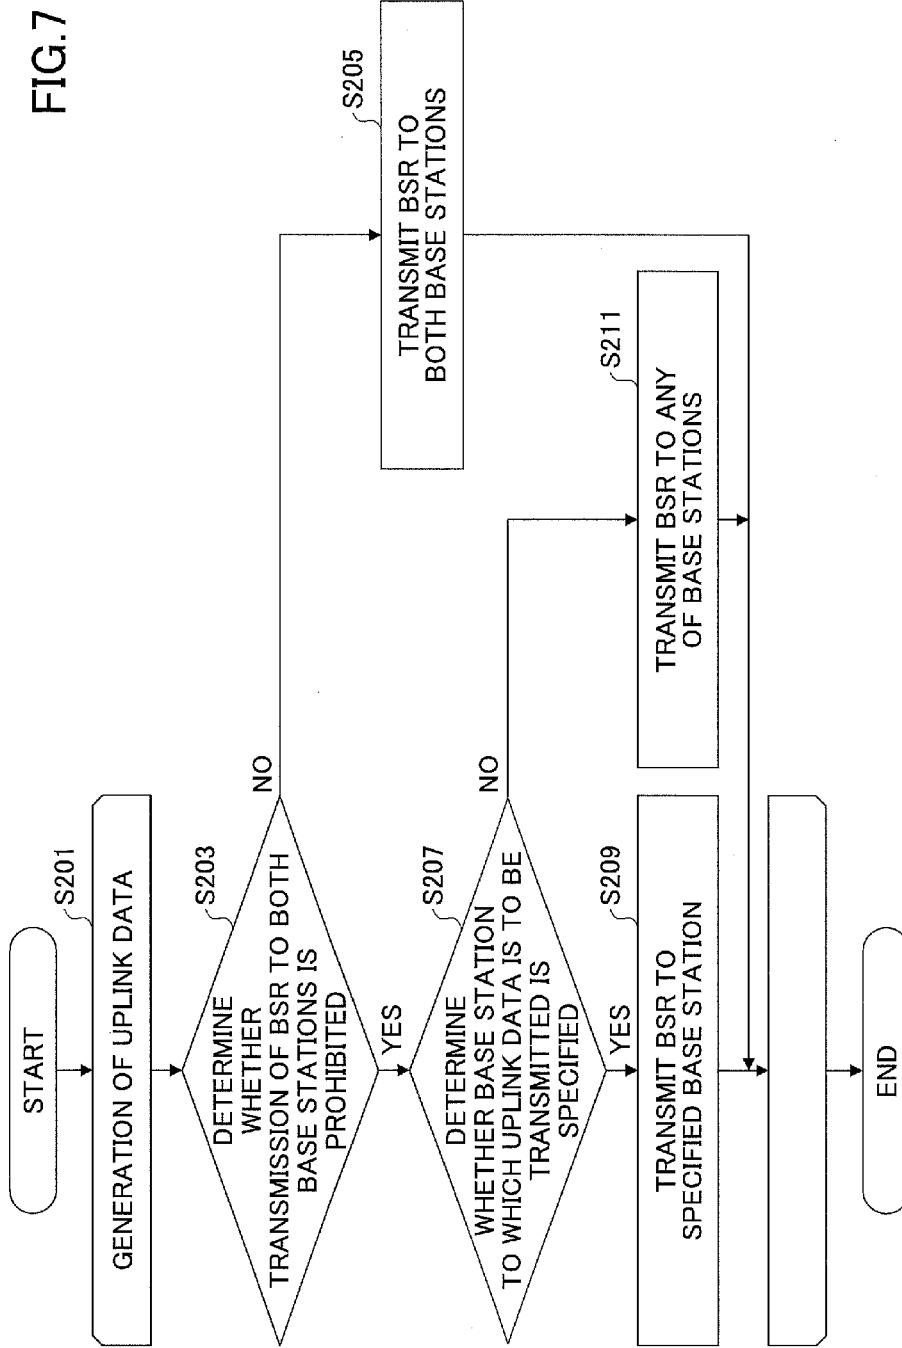 FIG.7
START
S201
GENERATION OF UPLINK DATA
S203
DETERMINE
WHETHER
TRANSMISSION OF BSR TO BOTH
BASE STATIONS IS
PROHIBITED
NO
YES
S205
TRANSMIT BSR TO
BOTH BASE STATIONS
S207
DETERMINE
WHETHER BASE STATION
TO WHICH UPLINK DATA IS TO BE
TRANSMITTED IS
SPECIFIED
NO
YES
S209
TRANSMIT BSR TO
SPECIFIED BASE STATION
S211
TRANSMIT BSR TO ANY
OF BASE STATIONS
END